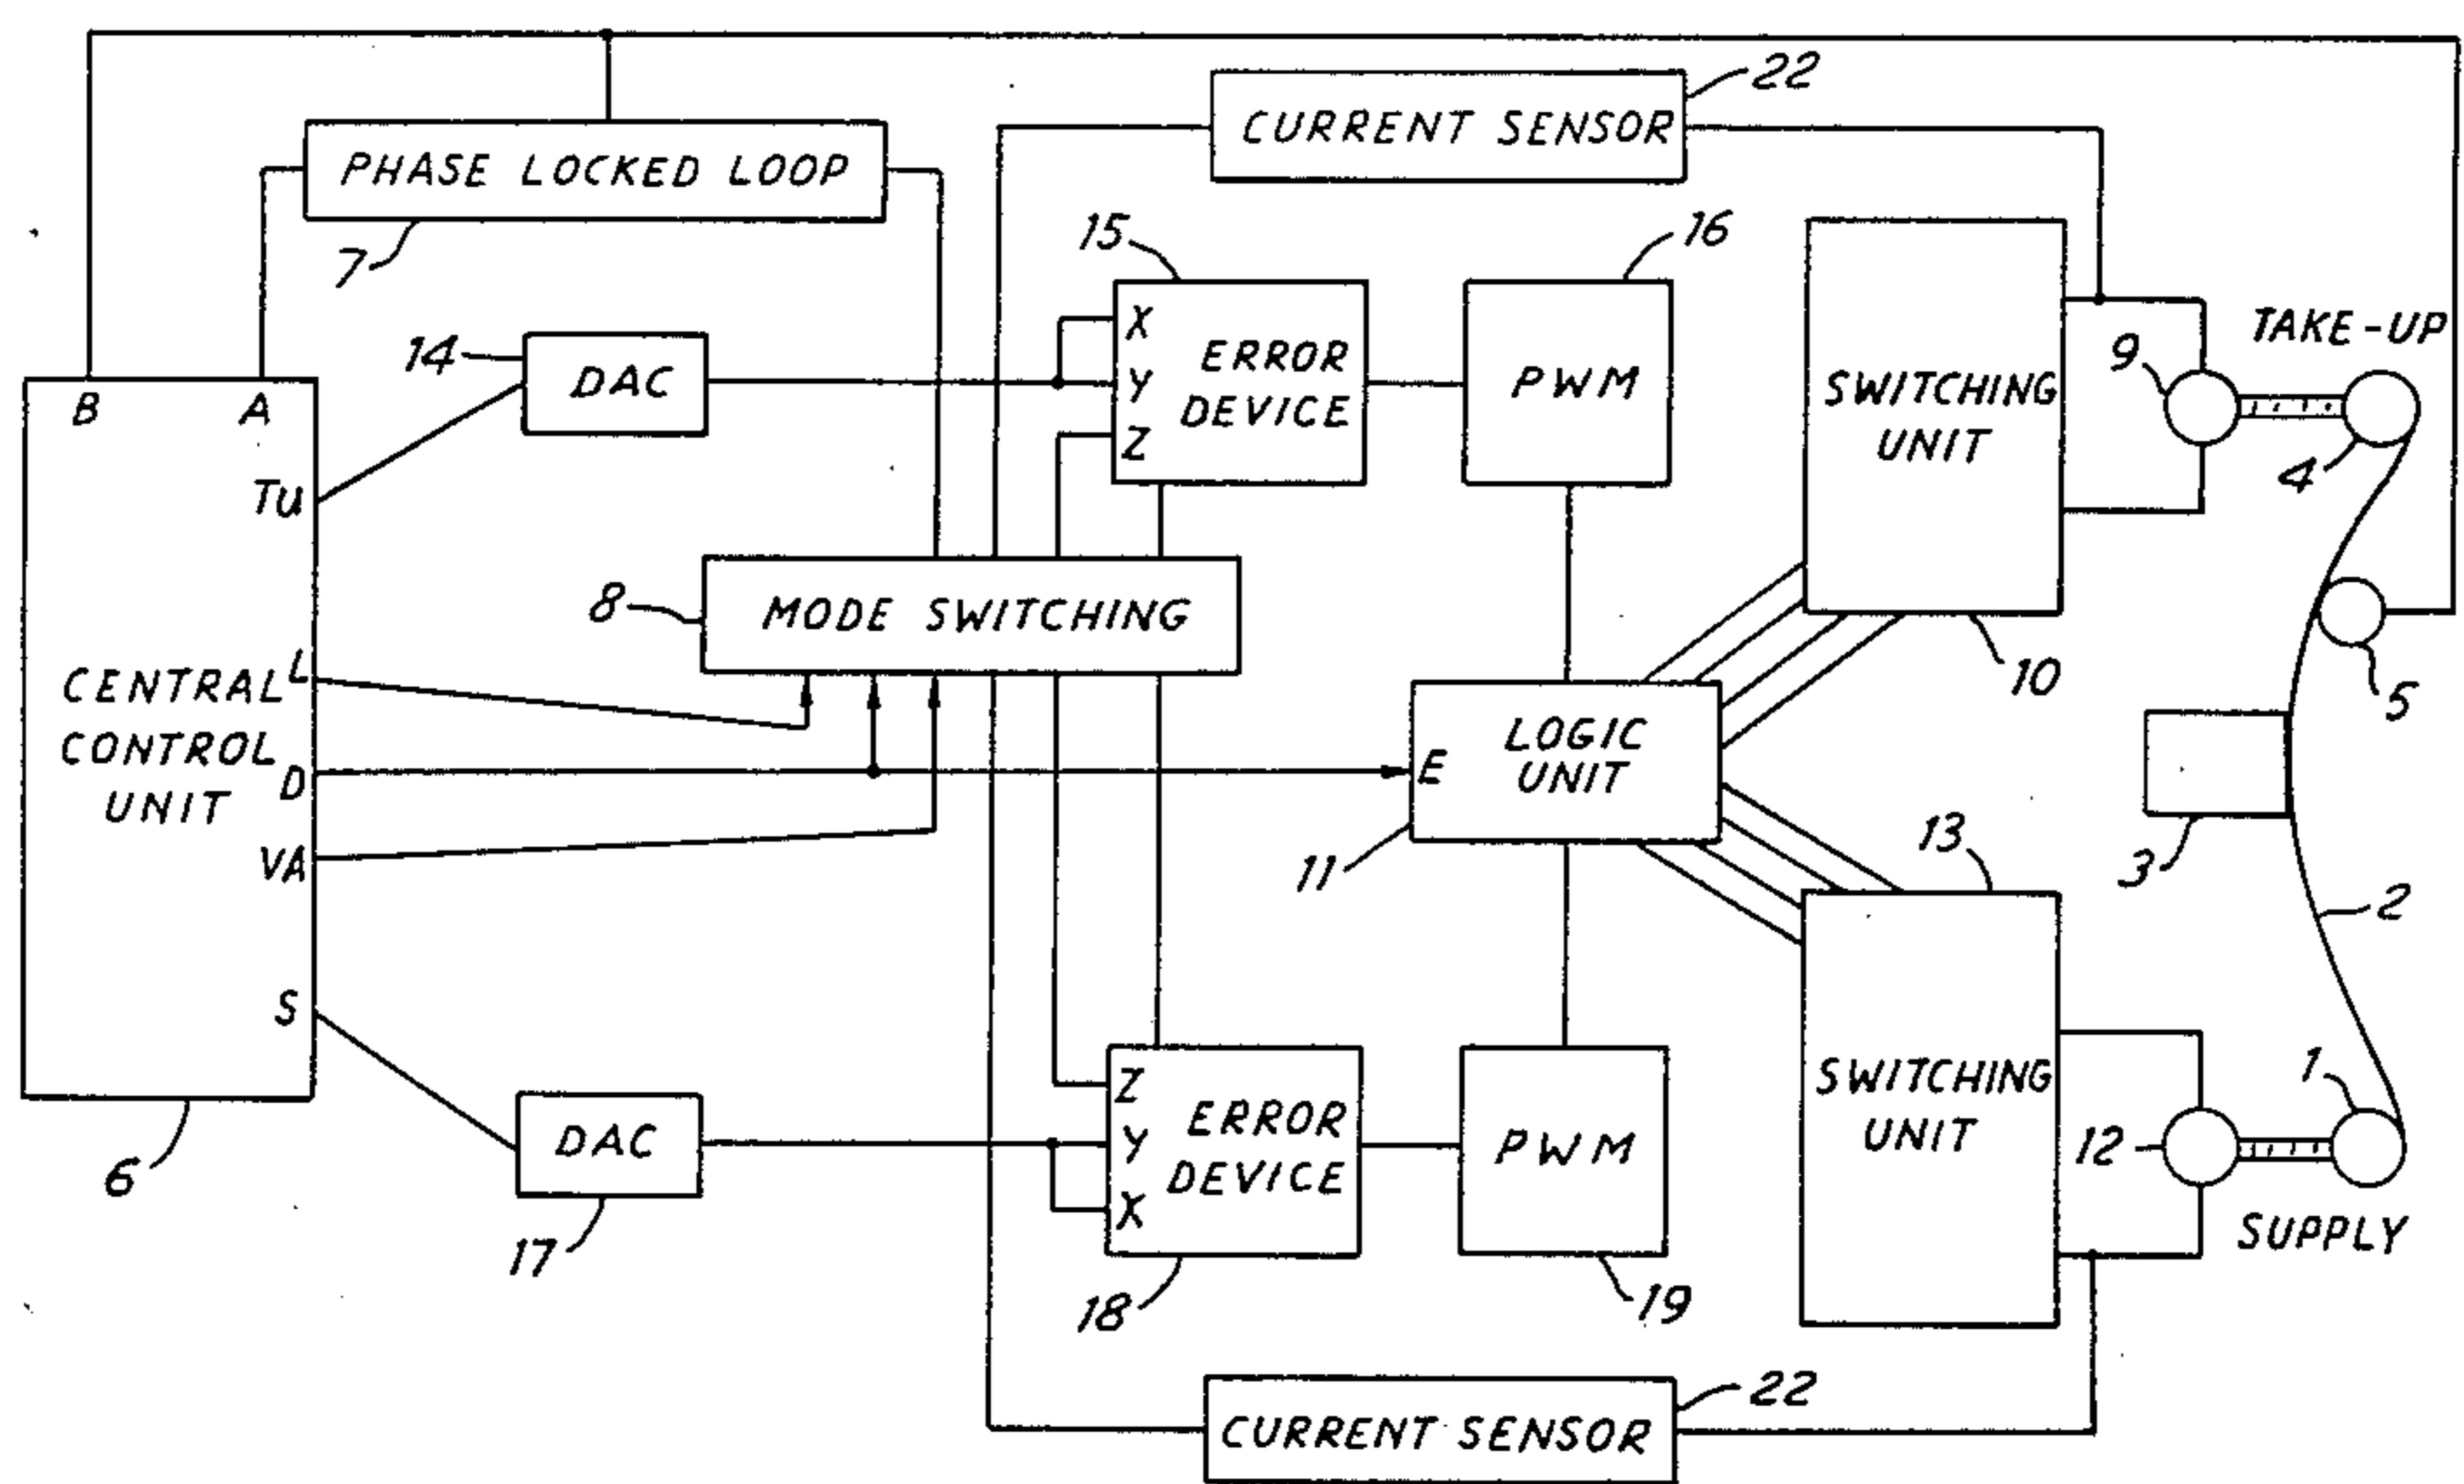 22
CURRENT SENSOR
PHASE LOCKED LOOP
7
15
16
14
DAC
X
Y
Z
ERROR
DEVICE
PWM
SWITCHING
UNIT
10
9
TAKE-UP
4
5
B
A
Tu
L
D
VA
S
CENTRAL
CONTROL
UNIT
6
8
MODE SWITCHING
E
LOGIC
UNIT
11
13
3
2
DAC
17
Z
Y
X
ERROR
DEVICE
18
PWM
19
SWITCHING
UNIT
12
1
SUPPLY
22
CURRENT SENSOR